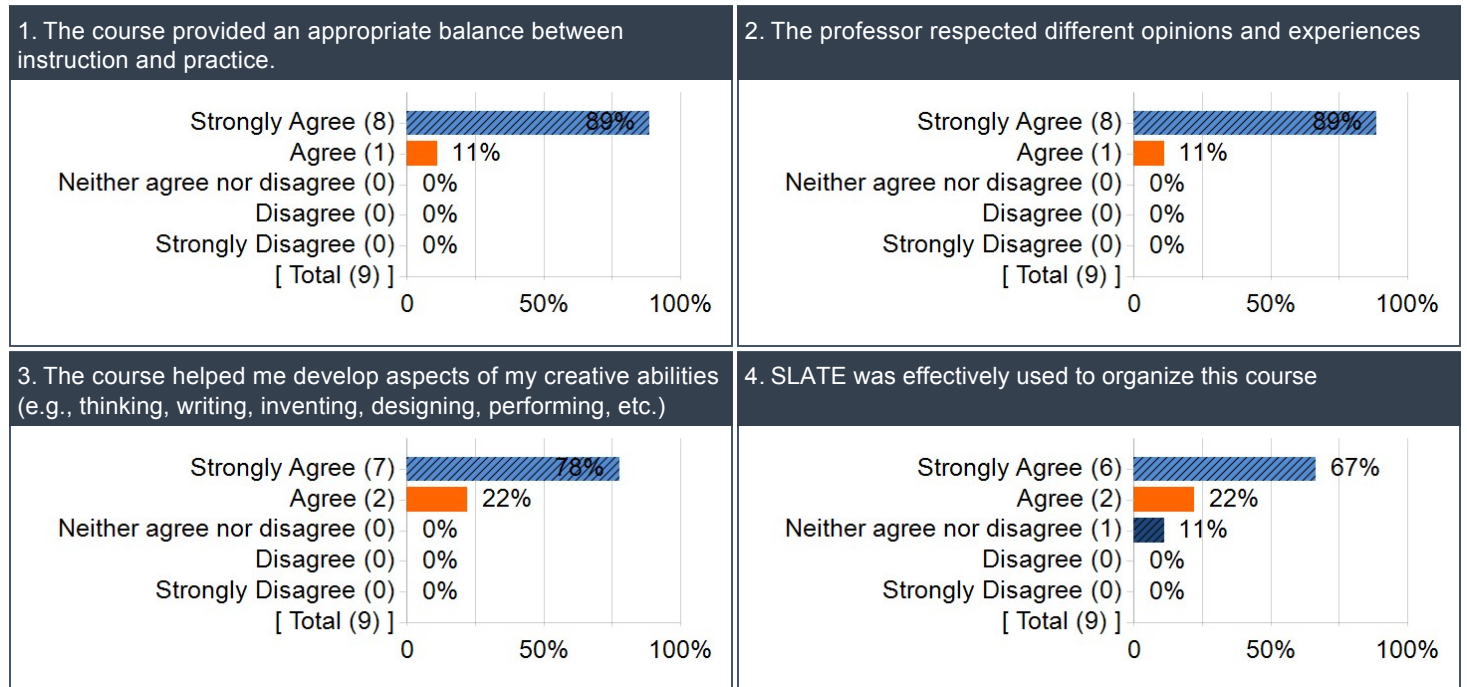 1. The course provided an appropriate balance between
instruction and practice.
Strongly Agree (8) 89%
Agree (1) 11%
Neither agree nor disagree (0) 0%
Disagree (0) 0%
Strongly Disagree (0) 0%
[ Total (9) ]
0 50% 100%
2. The professor respected different opinions and experiences
Strongly Agree (8) 89%
Agree (1) 11%
Neither agree nor disagree (0) 0%
Disagree (0) 0%
Strongly Disagree (0) 0%
[ Total (9) ]
0 50% 100%
3. The course helped me develop aspects of my creative abilities
(e.g., thinking, writing, inventing, designing, performing, etc.)
Strongly Agree (7) 78%
Agree (2) 22%
Neither agree nor disagree (0) 0%
Disagree (0) 0%
Strongly Disagree (0) 0%
[ Total (9) ]
0 50% 100%
4. SLATE was effectively used to organize this course
Strongly Agree (6) 67%
Agree (2) 22%
Neither agree nor disagree (1) 11%
Disagree (0) 0%
Strongly Disagree (0) 0%
[ Total (9) ]
0 50% 100%